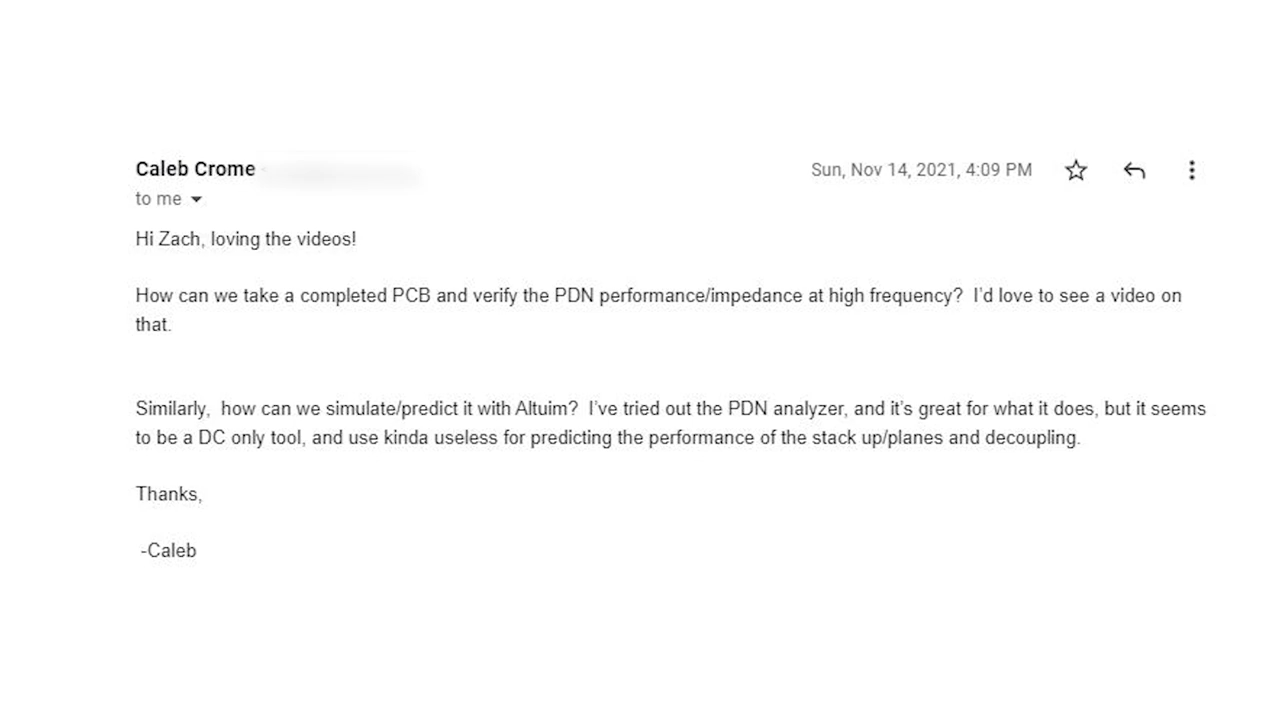 Caleb Crome
Sun, Nov 14, 2021, 4:09 PM
to me
Hi Zach, loving the videos!
How can we take a completed PCB and verify the PDN performance/impedance at high frequency?  I'd love to see a video on
that.
Similarly,  how can we simulate/predict it with Altuim?  I've tried out the PDN analyzer, and it's great for what it does, but it seems
to be a DC only tool, and use kinda useless for predicting the performance of the stack up/planes and decoupling.
Thanks,
-Caleb